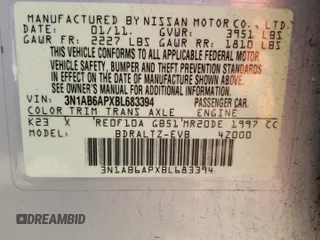 MANUFACTURED BY NISSAN MOTOR CO., LTD.
DATE: 01/11. GVWR: 3951 LBS
GAWR FR: 2227 LBS RR: 1810 LBS
THIS VEHICLE CONFORMS TO ALL APPLICABLE FEDERAL MOTOR
VEHICLE SAFETY, BUMPER AND THEFT PREVENTION STANDARDS
IN EFFECT ON THE DATE OF MANUFACTURE SHOWN ABOVE.
SEE OWNER'S MANUAL FOR ADDITIONAL INFORMATION
VIN: 3N1AB6APXBL683394 PASSENGER CAR.
COLOR TRIM TRANS AXLE ENGINE
K23 X RE0F10A GB51 MR20DE 1997 CC
MODEL: BDRALTZ-EVB 4Z000
3N1AB6APXBL683394
DREAMBID